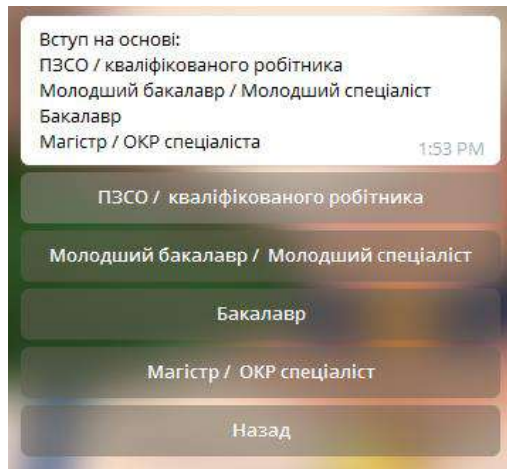 Вступ на основі:
ПЗСО / кваліфікованого робітника
Молодший бакалавр / Молодший спеціаліст
Бакалавр
Магістр / ОКР спеціаліста
1:53 PM
ПЗСО / кваліфікованого робітника
Молодший бакалавр / Молодший спеціаліст
Бакалавр
Магістр / ОКР спеціаліст
Назад